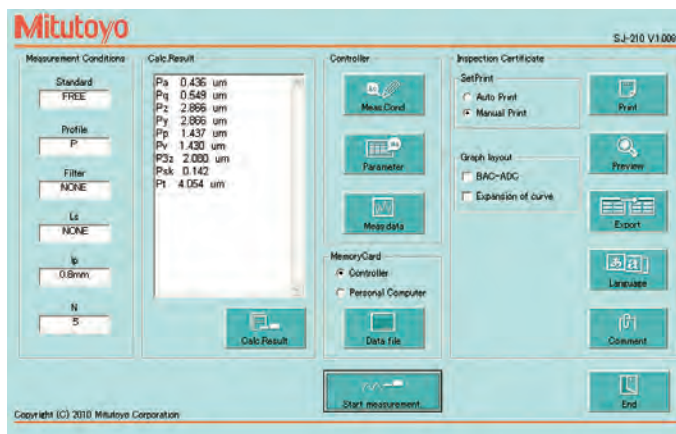 Mitutoyo
SJ-210 V1.009
Measurement Conditions
Standard
FREE
Profile
P
Filter
NONE
Lc
NONE
lp
0.8mm
N
5
Calc.Result
Pa 0.436 um
Pq 0.549 um
Pz 2.866 um
Py 2.866 um
Pp 1.437 um
Pv 1.430 um
P3z 2.080 um
Psk 0.142
Pt 4.054 um
Calc.Result
Controller
Meas.Cond
Parameter
Meas.data
MemoryCard
Controller
Personal Computer
Data file
Start measurement
Inspection Certificate
SetPrint
Auto Print
Manual Print
Graph layout
BAC-ADC
Expansion of curve
Print
Preview
Export
あ a
Language
Comment
End
Copyright (C) 2010 Mitutoyo Corporation